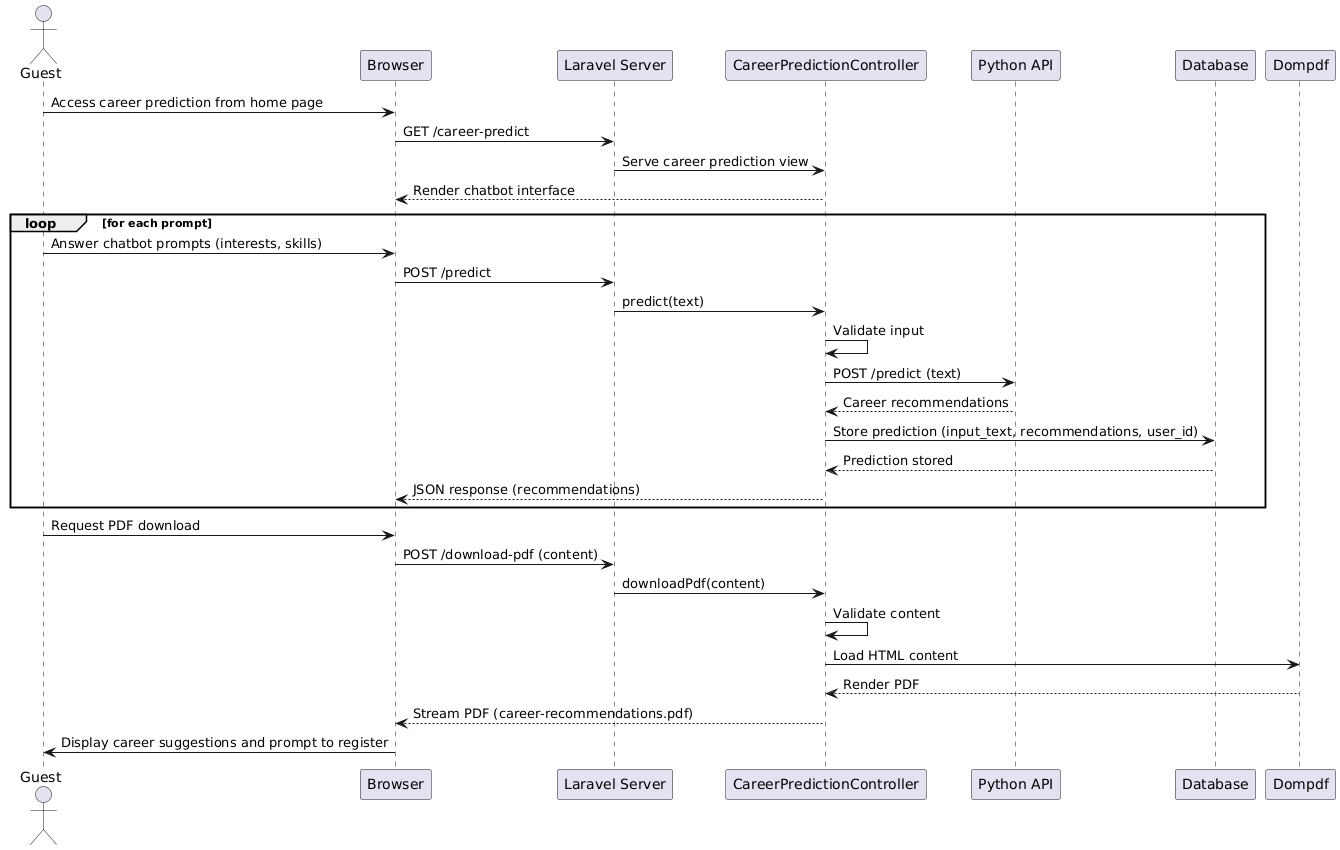 Guest
Browser
Laravel Server
CareerPredictionController
Python API
Database
Dompdf
Access career prediction from home page
GET /career-predict
Serve career prediction view
Render chatbot interface
loop
[for each prompt]
Answer chatbot prompts (interests, skills)
POST /predict
predict(text)
Validate input
POST /predict (text)
Career recommendations
Store prediction (input_text, recommendations, user_id)
Prediction stored
JSON response (recommendations)
Request PDF download
POST /download-pdf (content)
downloadPdf(content)
Validate content
Load HTML content
Render PDF
Stream PDF (career-recommendations.pdf)
Display career suggestions and prompt to register
Guest
Browser
Laravel Server
CareerPredictionController
Python API
Database
Dompdf